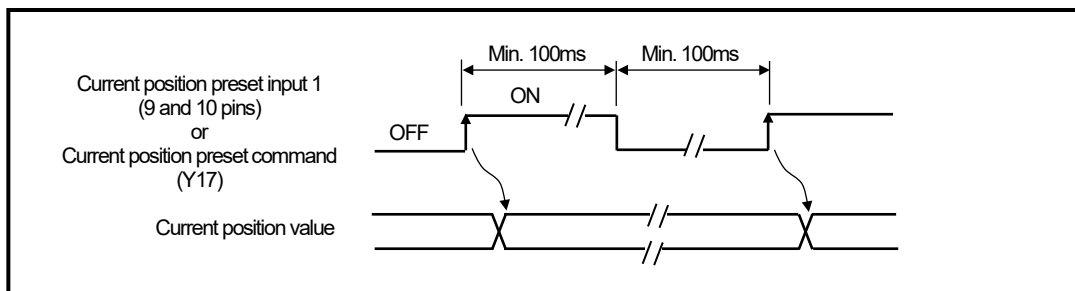 Min. 100ms
Min. 100ms
Current position preset input 1
(9 and 10 pins)
or
Current position preset command
(Y17)
ON
OFF
Current position value